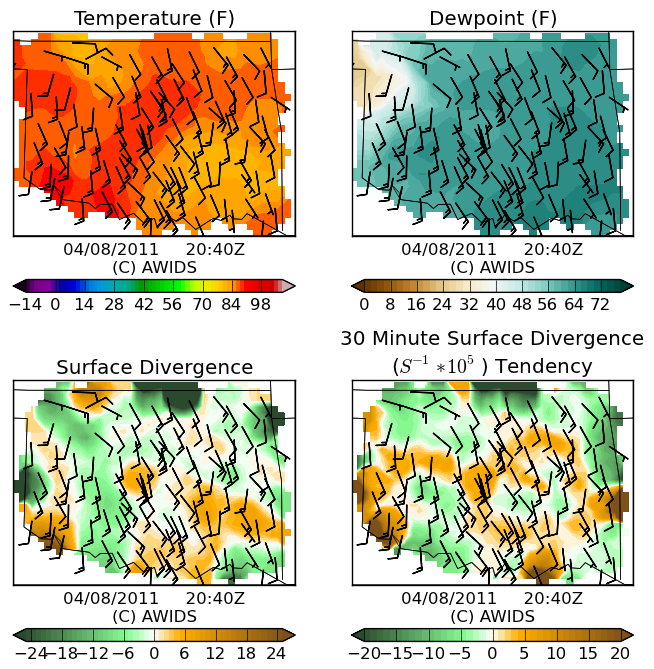 Temperature (F)
Dewpoint (F)
04/08/2011 20:40Z
(C) AWIDS
−14 0 14 28 42 56 70 84 98
04/08/2011 20:40Z
(C) AWIDS
0 8 16 24 32 40 48 56 64 72
Surface Divergence
30 Minute Surface Divergence
(S⁻¹ *10⁵ ) Tendency
04/08/2011 20:40Z
(C) AWIDS
−24 −18 −12 −6 0 6 12 18 24
04/08/2011 20:40Z
(C) AWIDS
−20 −15 −10 −5 0 5 10 15 20